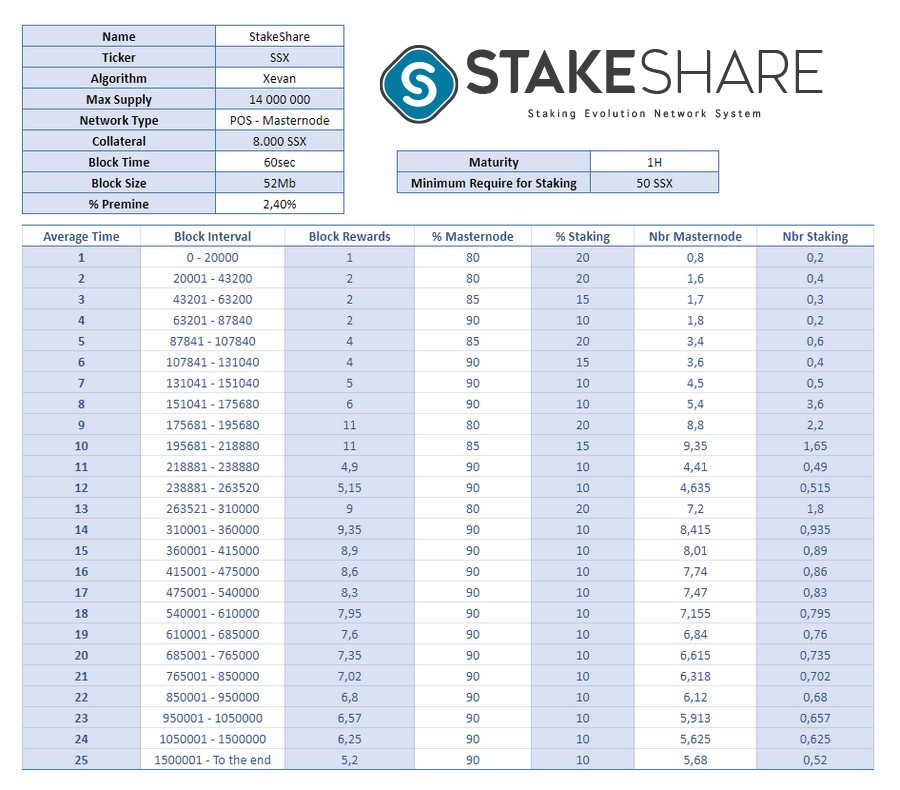 Name StakeShare
Ticker SSX
Algorithm Xevan
Max Supply 14 000 000
Network Type POS - Masternode
Collateral 8.000 SSX
Block Time 60sec
Block Size 52Mb
% Premine 2,40%
STAKESHARE
Staking Evolution Network System
Maturity 1H
Minimum Require for Staking 50 SSX
Average Time Block Interval Block Rewards % Masternode % Staking Nbr Masternode Nbr Staking
1 0 - 20000 1 80 20 0,8 0,2
2 20001 - 43200 2 80 20 1,6 0,4
3 43201 - 63200 2 85 15 1,7 0,3
4 63201 - 87840 2 90 10 1,8 0,2
5 87841 - 107840 4 85 20 3,4 0,6
6 107841 - 131040 4 90 15 3,6 0,4
7 131041 - 151040 5 90 10 4,5 0,5
8 151041 - 175680 6 90 10 5,4 3,6
9 175681 - 195680 11 80 20 8,8 2,2
10 195681 - 218880 11 85 15 9,35 1,65
11 218881 - 238880 4,9 90 10 4,41 0,49
12 238881 - 263520 5,15 90 10 4,635 0,515
13 263521 - 310000 9 80 20 7,2 1,8
14 310001 - 360000 9,35 90 10 8,415 0,935
15 360001 - 415000 8,9 90 10 8,01 0,89
16 415001 - 475000 8,6 90 10 7,74 0,86
17 475001 - 540000 8,3 90 10 7,47 0,83
18 540001 - 610000 7,95 90 10 7,155 0,795
19 610001 - 685000 7,6 90 10 6,84 0,76
20 685001 - 765000 7,35 90 10 6,615 0,735
21 765001 - 850000 7,02 90 10 6,318 0,702
22 850001 - 950000 6,8 90 10 6,12 0,68
23 950001 - 1050000 6,57 90 10 5,913 0,657
24 1050001 - 1500000 6,25 90 10 5,625 0,625
25 1500001 - To the end 5,2 90 10 5,68 0,52